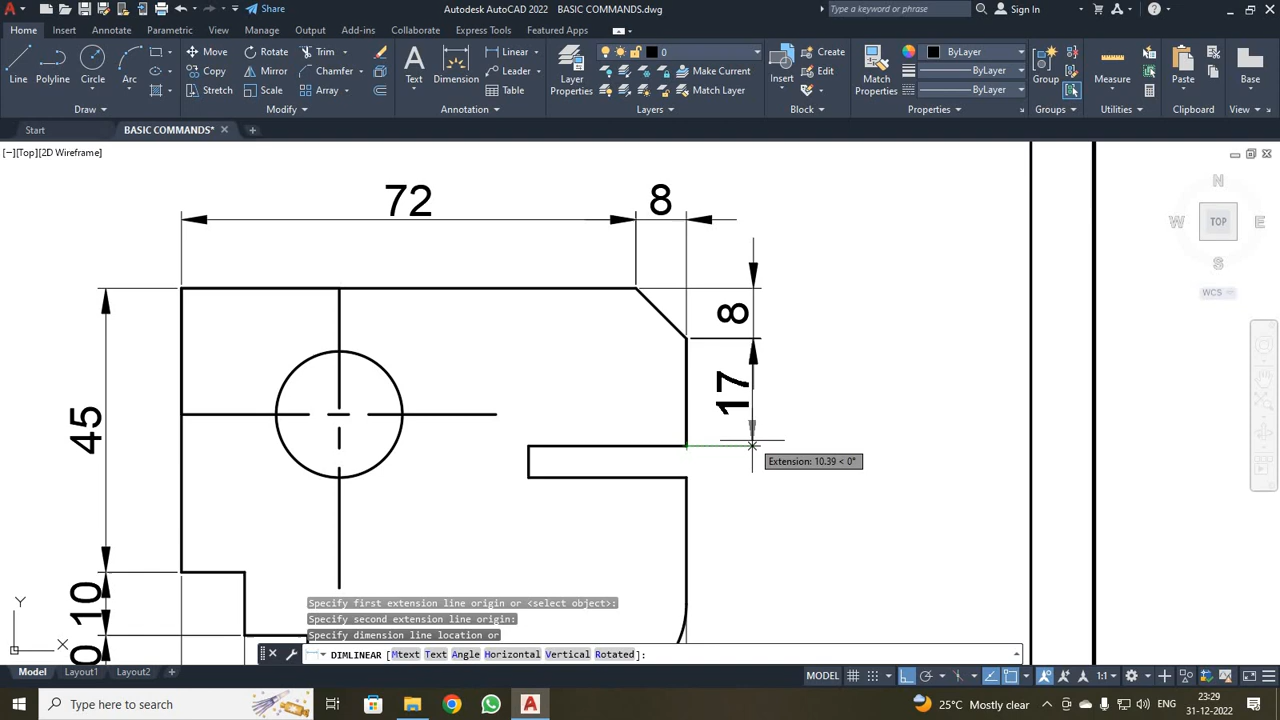 Share
Autodesk AutoCAD 2022 BASIC COMMANDS.dwg
Type a keyword or phrase
Sign In
Home Insert Annotate Parametric View Manage Output Add-ins Collaborate Express Tools Featured Apps
Line Polyline Circle Arc
Move Rotate Trim
Copy Mirror Chamfer
Stretch Scale Array
Text Dimension
Linear
Leader
Table
Layer Properties
0
Make Current
Match Layer
Insert
Create
Edit
Match Properties
ByLayer
ByLayer
ByLayer
Group
Measure
Paste
Base
Draw Modify Annotation Layers Block Properties Groups Utilities Clipboard View
Start BASIC COMMANDS*
[−][Top][2D Wireframe]
N
W TOP E
S
WCS
72
8
8
17
45
10
0
Extension: 10.39 < 0°
Y
X
Specify first extension line origin or <select object>:
Specify second extension line origin:
Specify dimension line location or
DIMLINEAR [Mtext Text Angle Horizontal Vertical Rotated]:
Model Layout1 Layout2
MODEL
1:1
Type here to search
25°C Mostly clear
ENG
23:29
31-12-2022